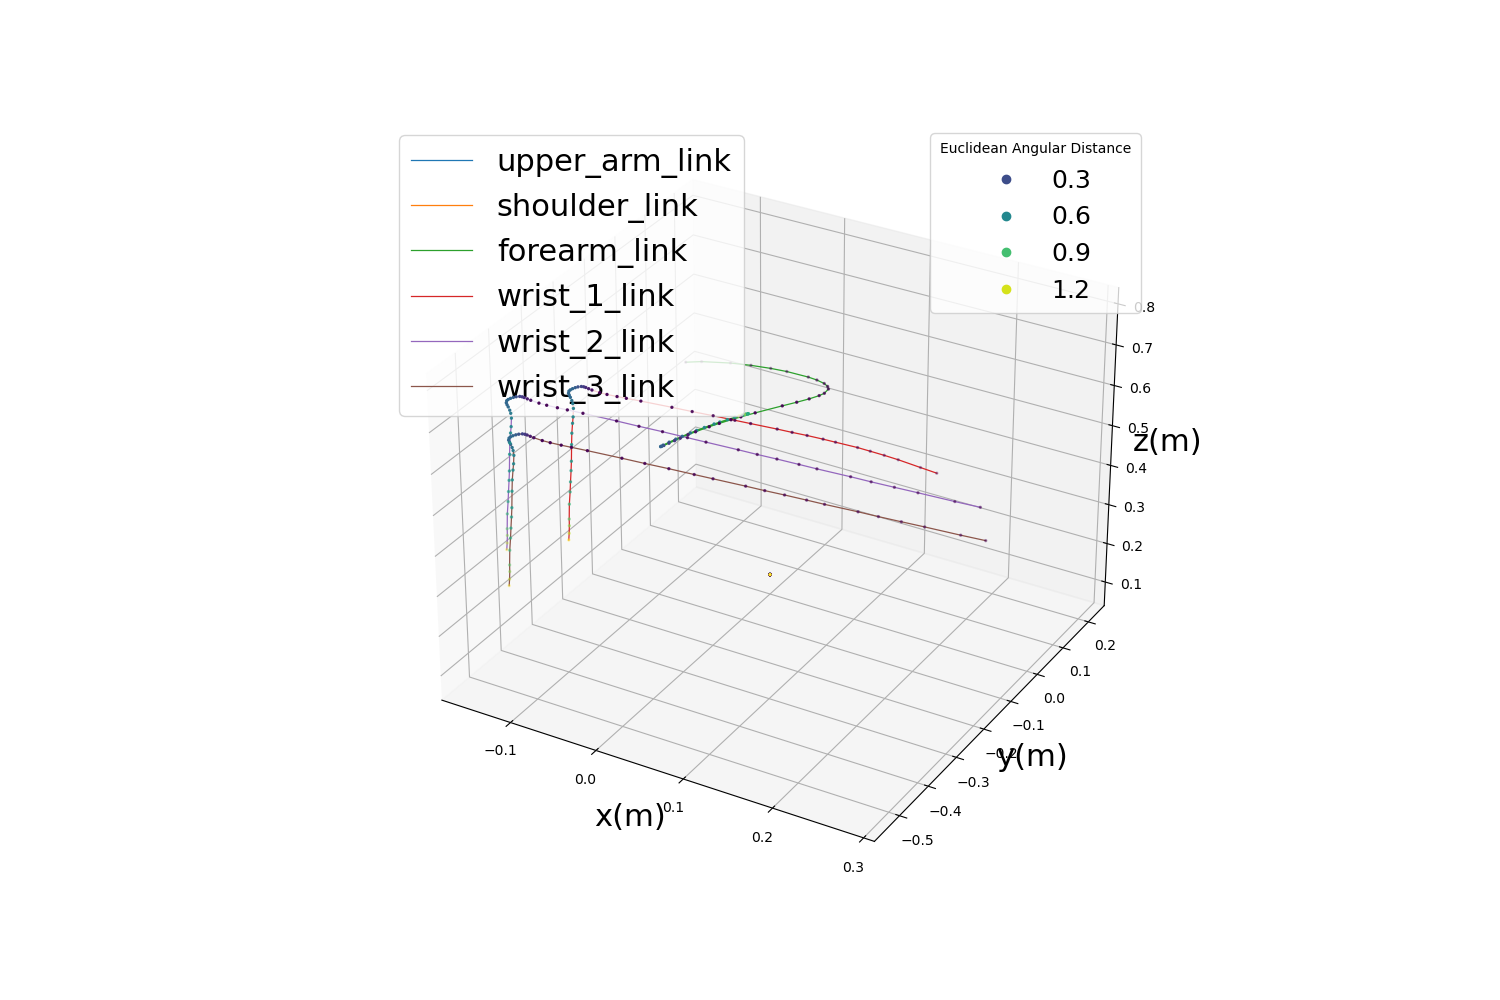 upper_arm_link
shoulder_link
forearm_link
wrist_1_link
wrist_2_link
wrist_3_link
Euclidean Angular Distance
0.3
0.6
0.9
1.2
0.8
0.7
0.6
0.5
0.4
0.3
0.2
0.1
z(m)
0.2
0.1
0.0
−0.1
−0.2
−0.3
−0.4
−0.5
y(m)
−0.1
0.0
0.1
0.2
0.3
x(m)